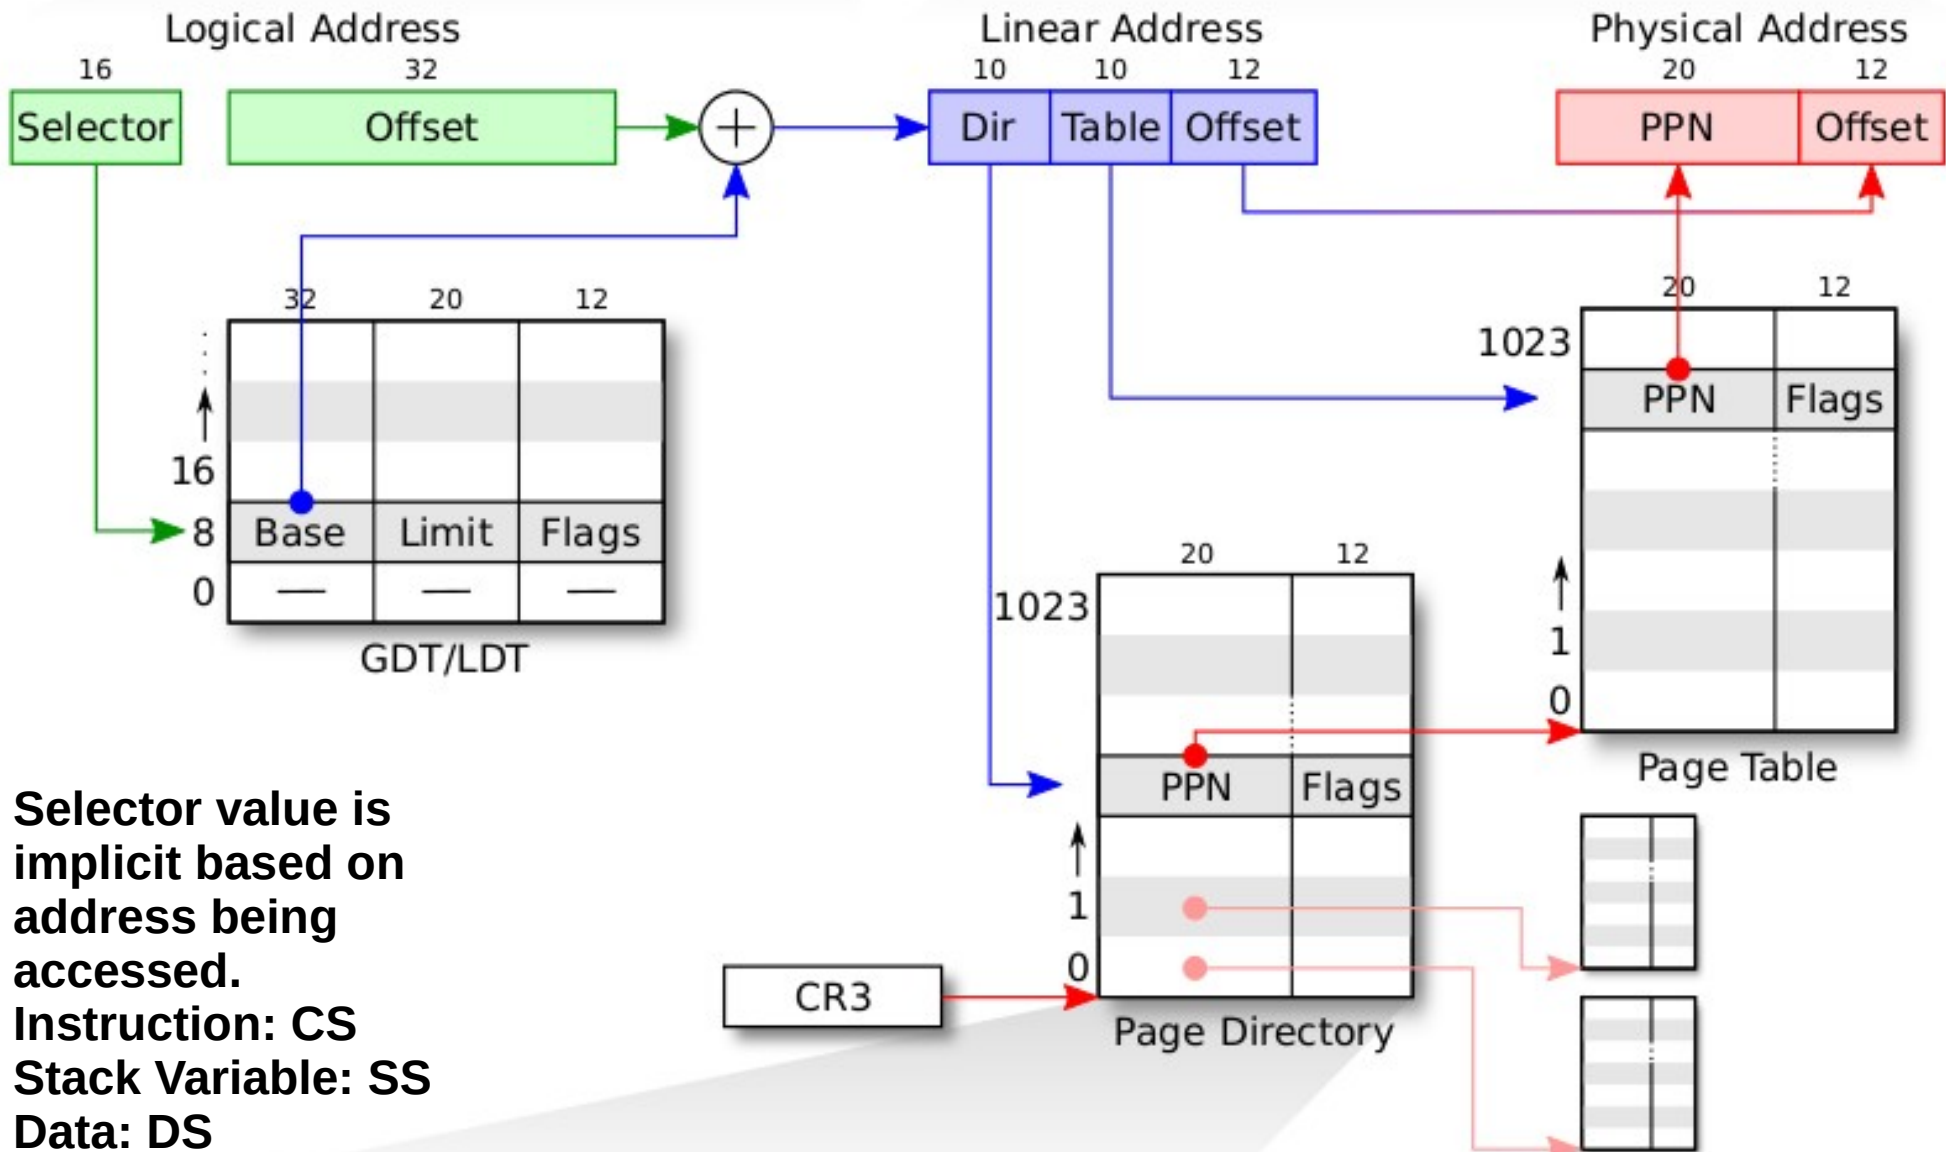 Logical Address
Linear Address
Physical Address
16
32
10
10
12
20
12
Selector
Offset
Dir
Table
Offset
PPN
Offset
32
20
12
16
8
Base
Limit
Flags
0
GDT/LDT
20
12
1023
PPN
Flags
1
0
Page Table
20
12
1023
PPN
Flags
1
0
Page Directory
CR3
Selector value is
implicit based on
address being
accessed.
Instruction: CS
Stack Variable: SS
Data: DS